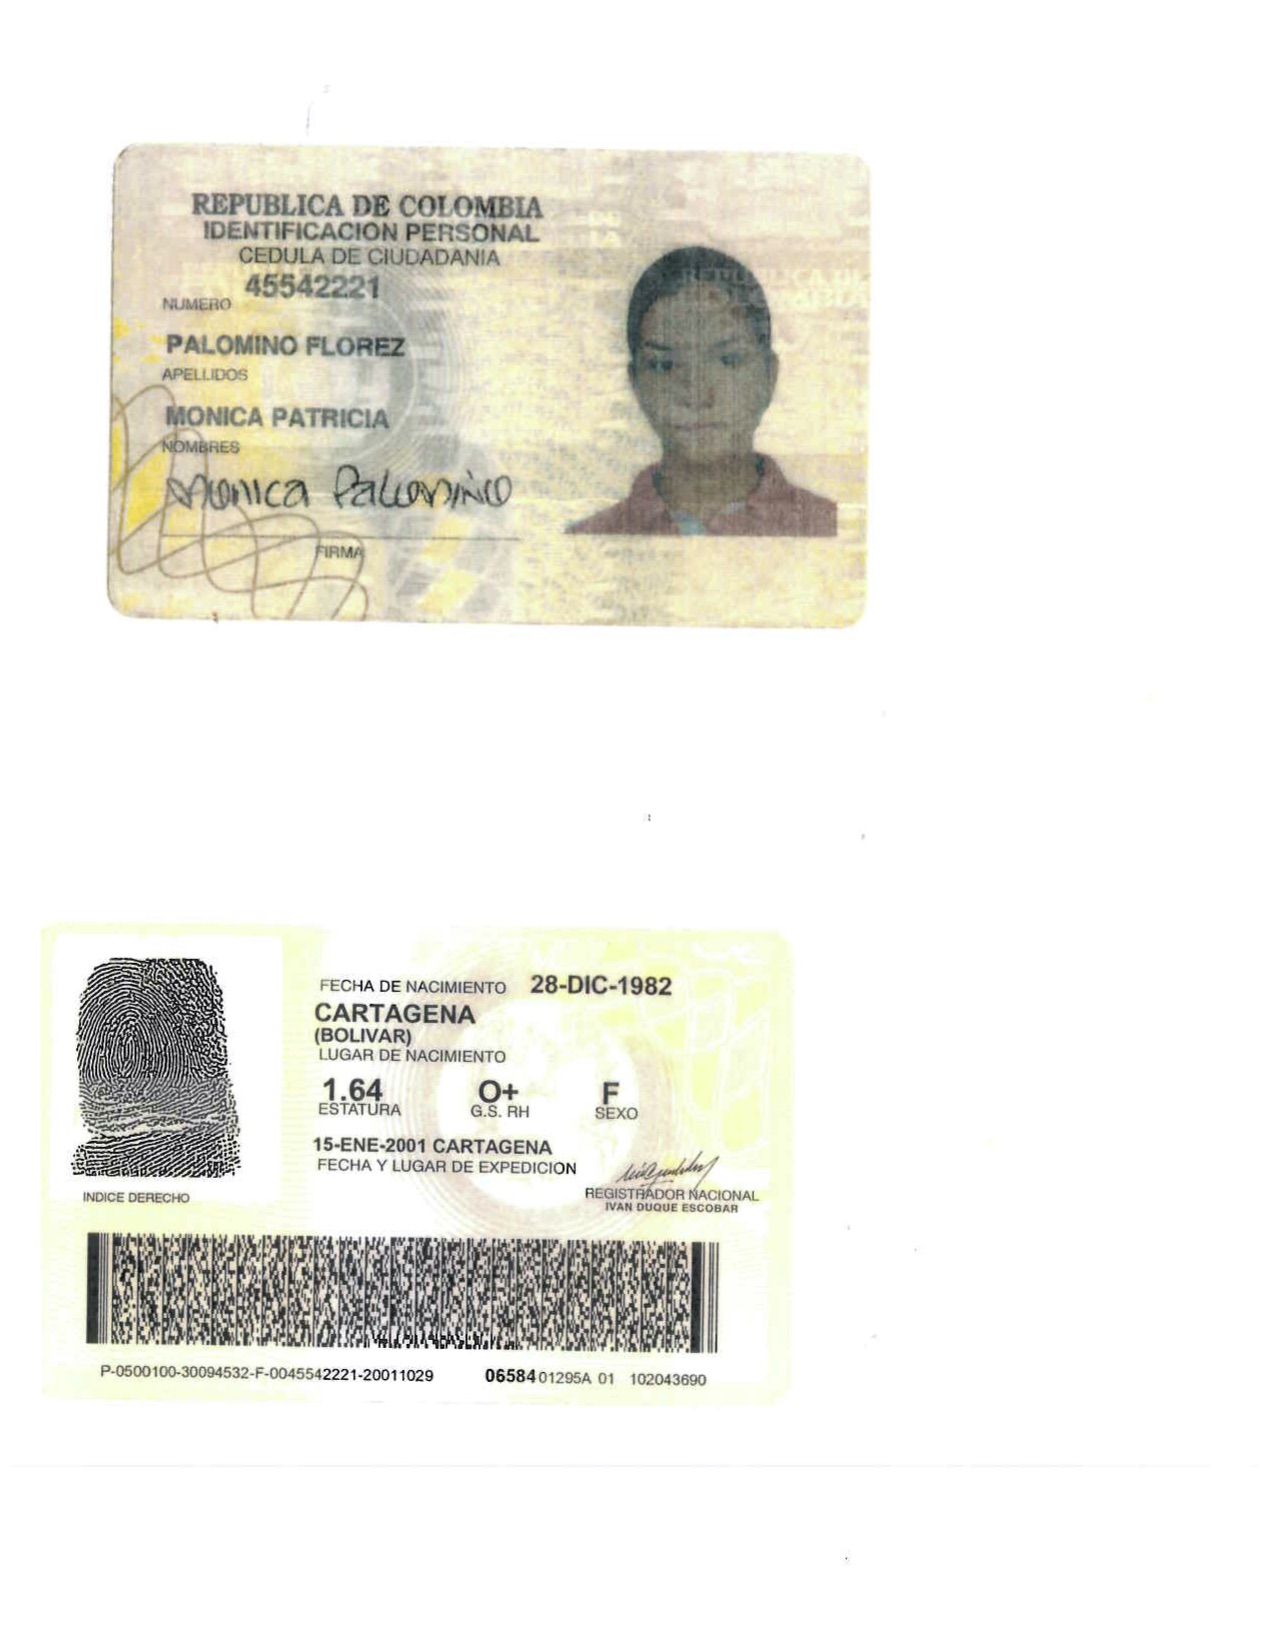 REPUBLICA DE COLOMBIA
IDENTIFICACION PERSONAL
CEDULA DE CIUDADANIA
NUMERO 45542221
PALOMINO FLOREZ
APELLIDOS
MONICA PATRICIA
NOMBRES
Monica Palomino
FIRMA
FECHA DE NACIMIENTO 28-DIC-1982
CARTAGENA
(BOLIVAR)
LUGAR DE NACIMIENTO
1.64 O+ F
ESTATURA G.S. RH SEXO
15-ENE-2001 CARTAGENA
FECHA Y LUGAR DE EXPEDICION
INDICE DERECHO
REGISTRADOR NACIONAL
IVAN DUQUE ESCOBAR
P-0500100-30094532-F-0045542221-20011029 06584 01295A 01 102043690